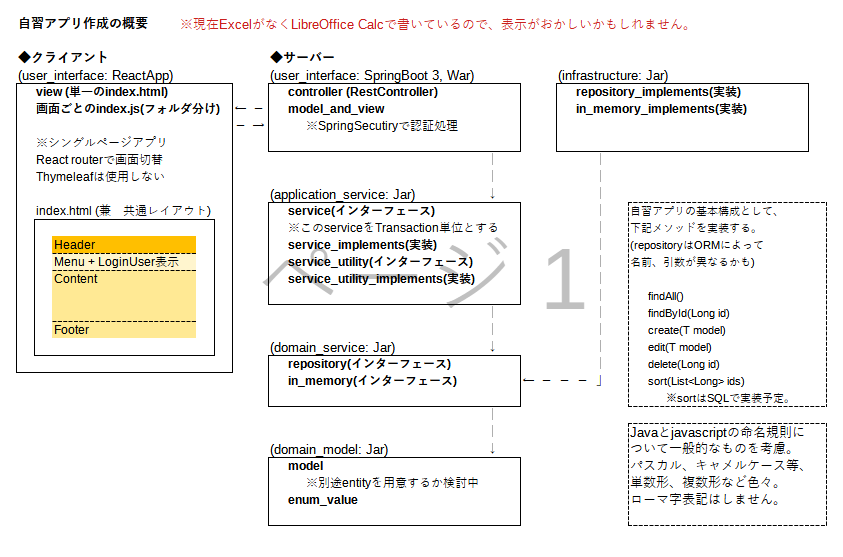 自習アプリ作成の概要
※現在ExcelがなくLibreOffice Calcで書いているので、表示がおかしいかもしれません。
◆クライアント
(user_interface: ReactApp)
view (単一のindex.html)
画面ごとのindex.js(フォルダ分け)
※シングルページアプリ
React routerで画面切替
Thymeleafは使用しない
index.html (兼　共通レイアウト)
Header
Menu + LoginUser表示
Content
Footer
◆サーバー
(user_interface: SpringBoot 3, War)
controller (RestController)
model_and_view
※SpringSecutiryで認証処理
(application_service: Jar)
service(インターフェース)
※このserviceをTransaction単位とする
service_implements(実装)
service_utility(インターフェース)
service_utility_implements(実装)
(domain_service: Jar)
repository(インターフェース)
in_memory(インターフェース)
(domain_model: Jar)
model
※別途entityを用意するか検討中
enum_value
(infrastructure: Jar)
repository_implements(実装)
in_memory_implements(実装)
自習アプリの基本構成として、
下記メソッドを実装する。
(repositoryはORMによって
名前、引数が異なるかも)
findAll()
findById(Long id)
create(T model)
edit(T model)
delete(Long id)
sort(List<Long> ids)
※sortはSQLで実装予定。
Javaとjavascriptの命名規則に
ついて一般的なものを考慮。
パスカル、キャメルケース等、
単数形、複数形など色々。
ローマ字表記はしません。
ページ 1